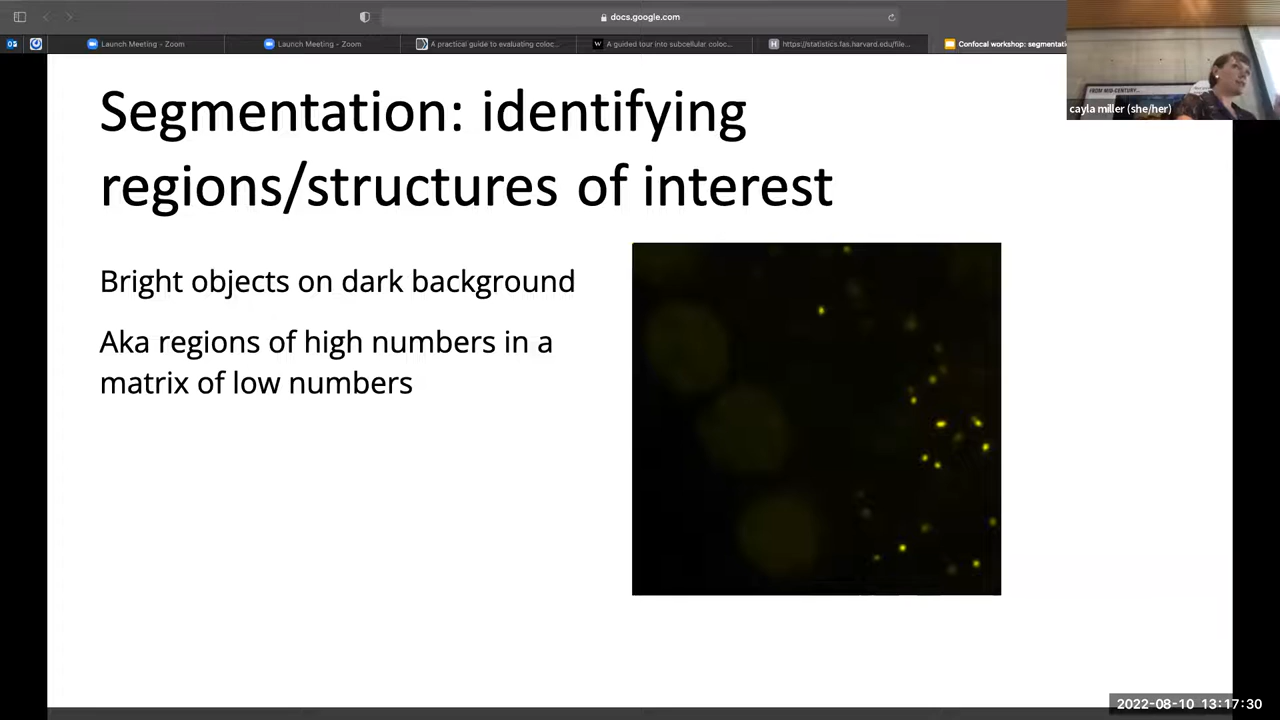 docs.google.com
Launch Meeting - Zoom
Launch Meeting - Zoom
A practical guide to evaluating coloc...
W A guided tour into subcellular coloc...
H https://statistics.fas.harvard.edu/file...
Confocal workshop: segmentati
FROM MID-CENTURY...
cayla miller (she/her)
Segmentation: identifying
regions/structures of interest
Bright objects on dark background
Aka regions of high numbers in a
matrix of low numbers
2022-08-10 13:17:30